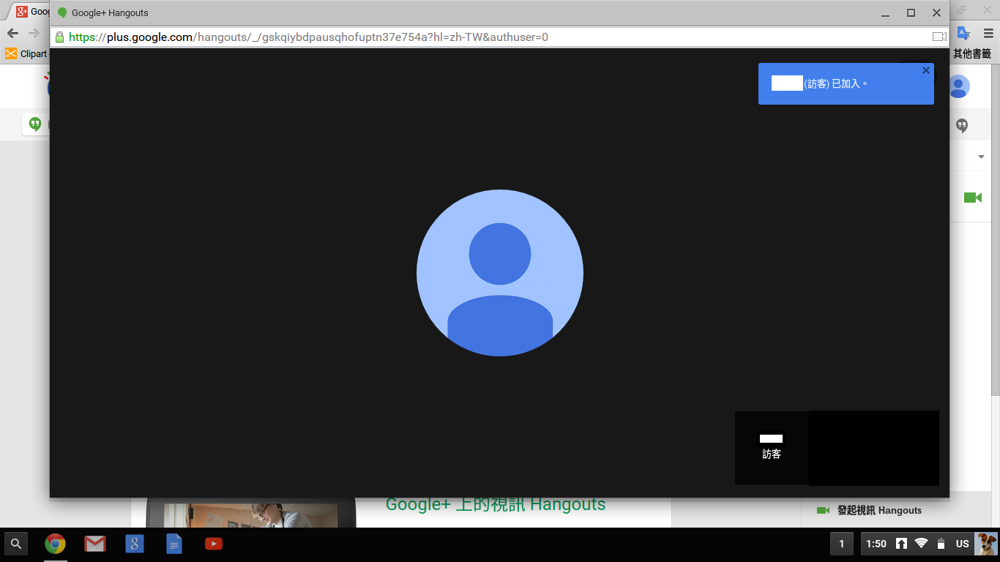 Goog
Google+ Hangouts
https://plus.google.com/hangouts/_/gskqiybdpausqhofuptn37e754a?hl=zh-TW&authuser=0
Clipart
其他書籤
(訪客) 已加入。
訪客
Google+ 上的視訊 Hangouts
發起視訊 Hangouts
1
1:50
US